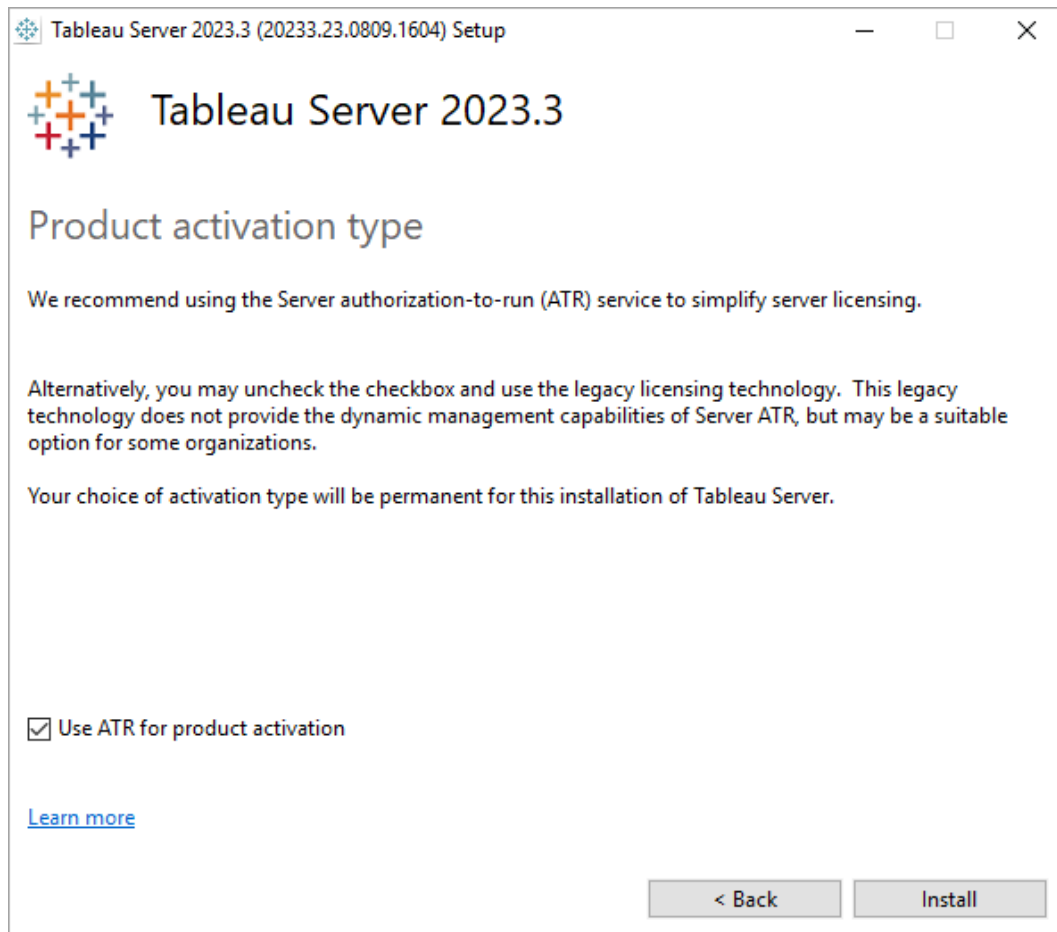 Tableau Server 2023.3 (20233.23.0809.1604) Setup
Tableau Server 2023.3
Product activation type
We recommend using the Server authorization-to-run (ATR) service to simplify server licensing.
Alternatively, you may uncheck the checkbox and use the legacy licensing technology.  This legacy
technology does not provide the dynamic management capabilities of Server ATR, but may be a suitable
option for some organizations.
Your choice of activation type will be permanent for this installation of Tableau Server.
Use ATR for product activation
Learn more
< Back
Install